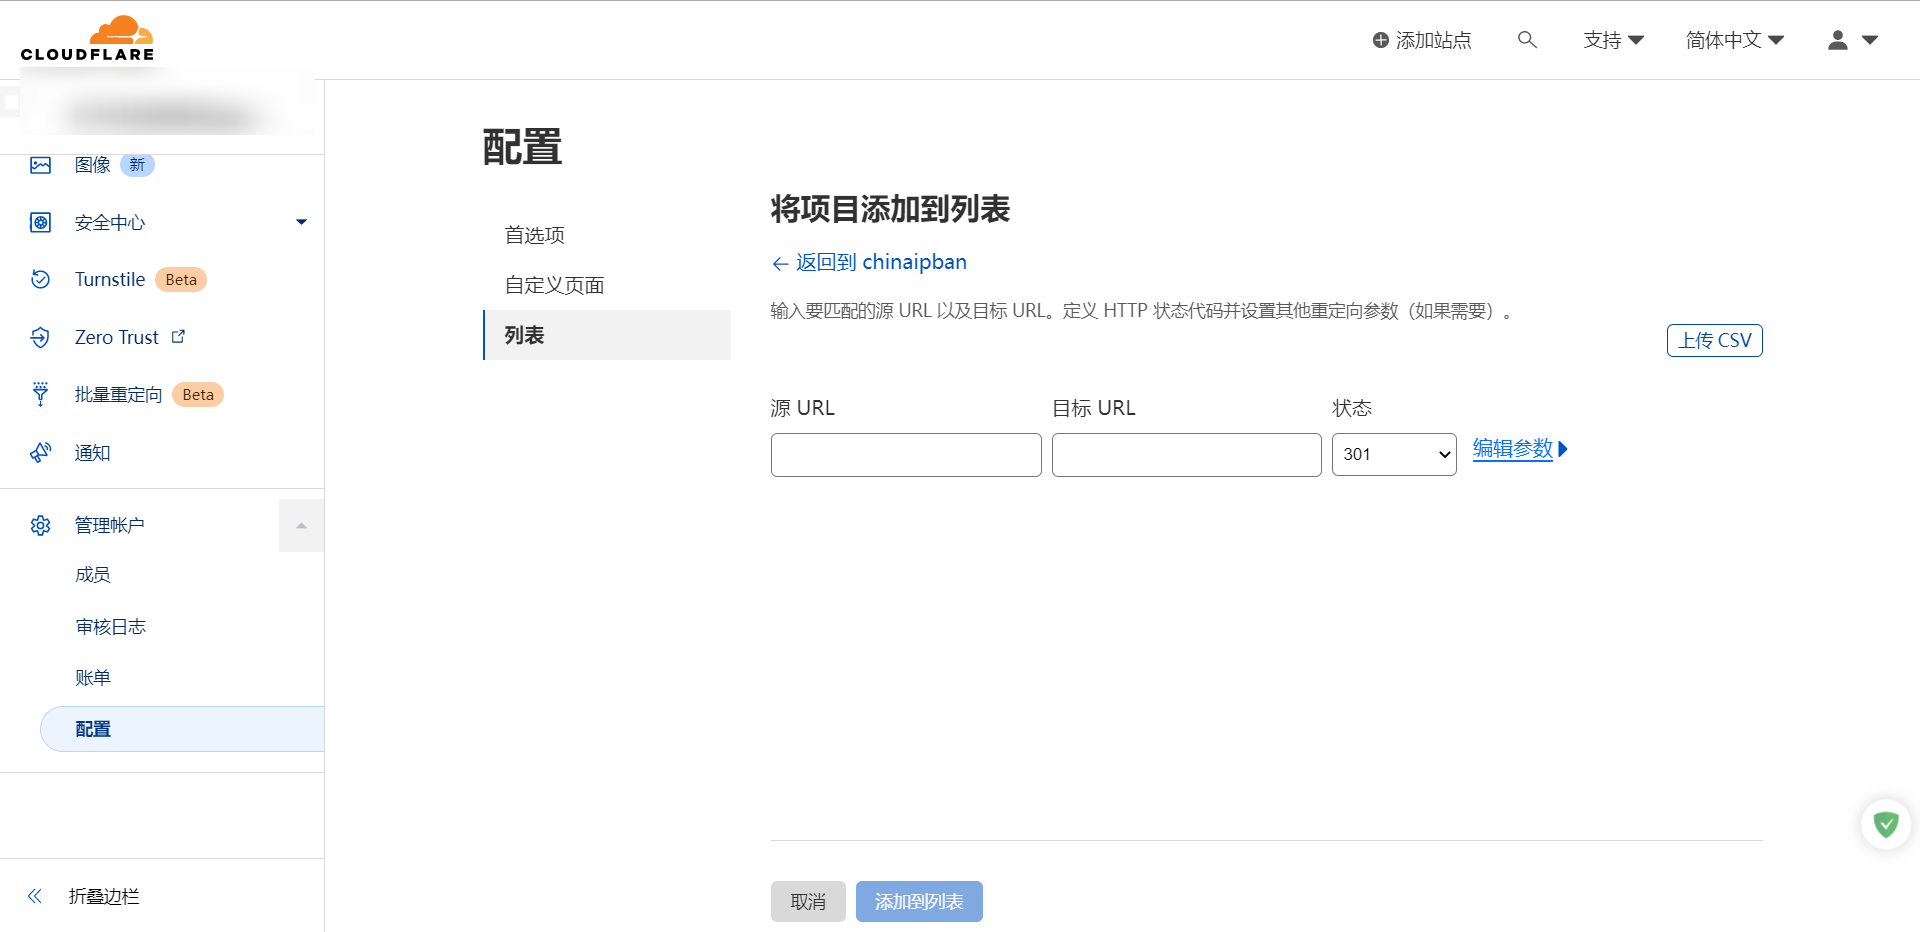 CLOUDFLARE
添加站点
支持
简体中文
图像 新
安全中心
Turnstile Beta
Zero Trust
批量重定向 Beta
通知
管理帐户
成员
审核日志
账单
配置
折叠边栏
配置
首选项
自定义页面
列表
将项目添加到列表
← 返回到 chinaipban
输入要匹配的源 URL 以及目标 URL。定义 HTTP 状态代码并设置其他重定向参数（如果需要）。
上传 CSV
源 URL
目标 URL
状态
301
编辑参数
取消
添加到列表